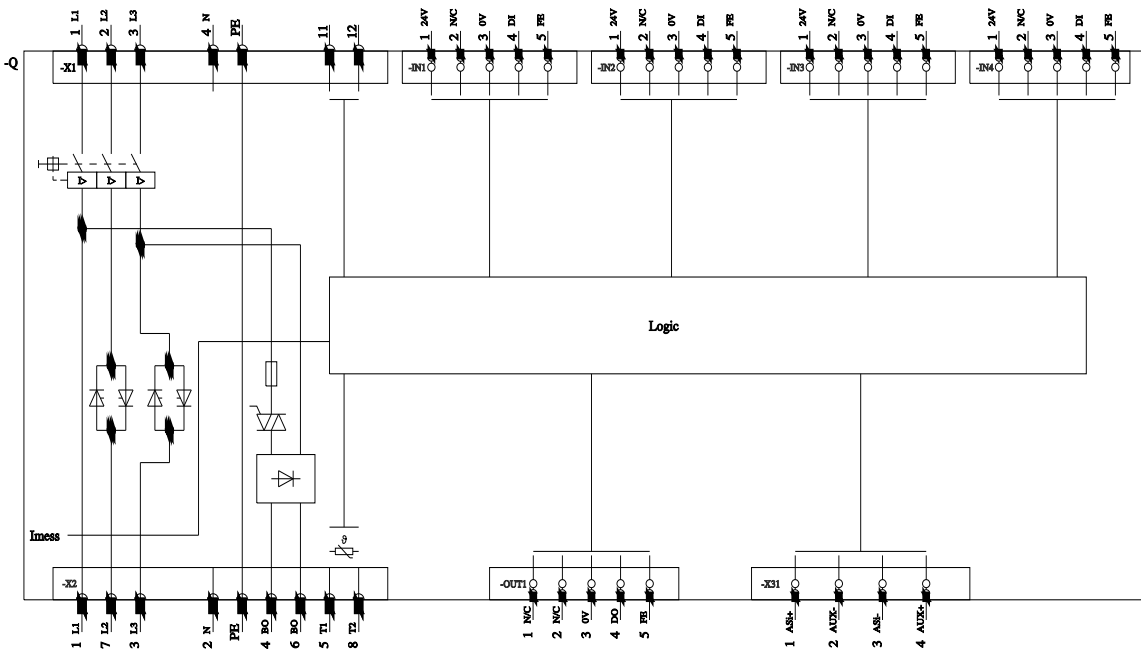 1 L1
2 L2
3 L3
4 N
PE
11
12
1 24V
2 N/C
3 0V
4 DI
5 FE
1 24V
2 N/C
3 0V
4 DI
5 FE
1 24V
2 N/C
3 0V
4 DI
5 FE
1 24V
2 N/C
3 0V
4 DI
5 FE
-Q
-X1
-IN1
-IN2
-IN3
-IN4
Logic
Imess
ϑ
-X2
-OUT1
-X31
1 L1
7 L2
3 L3
2 N
PE
4 BO
6 BO
5 T1
8 T2
1 N/C
2 N/C
3 0V
4 DO
5 FE
1 ASi+
2 AUX-
3 ASi-
4 AUX+